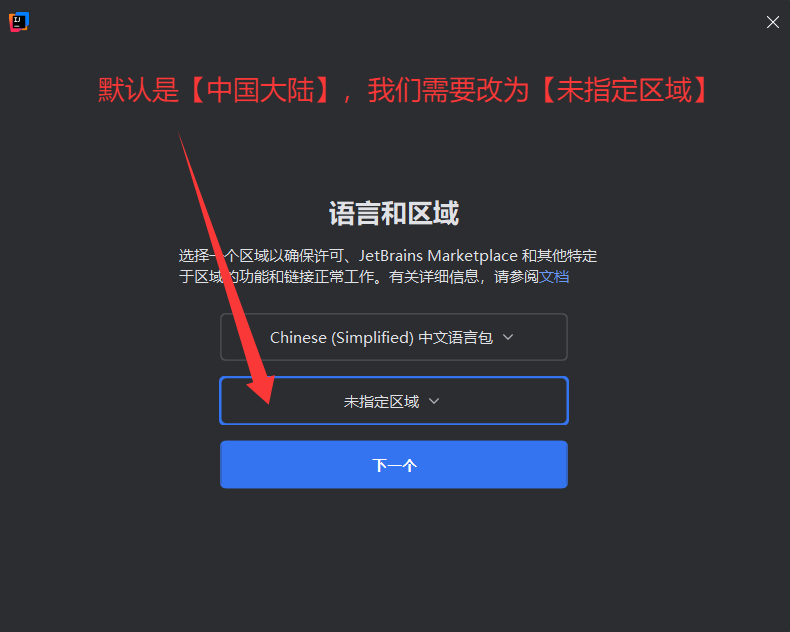 IJ
默认是【中国大陆】，我们需要改为【未指定区域】
语言和区域
选择一个区域以确保许可、JetBrains Marketplace 和其他特定
于区域的功能和链接正常工作。有关详细信息，请参阅文档
Chinese (Simplified) 中文语言包
未指定区域
下一个